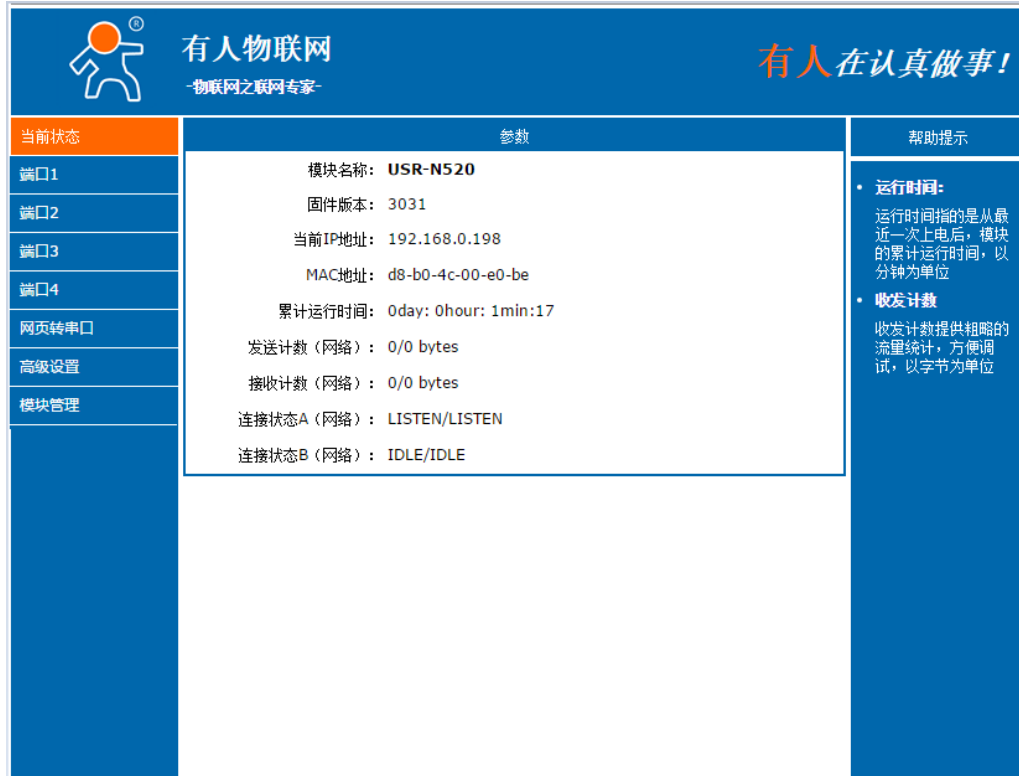 ®
有人物联网
-物联网之联网专家-
有人在认真做事!
当前状态
端口1
端口2
端口3
端口4
网页转串口
高级设置
模块管理
参数
模块名称: USR-N520
固件版本: 3031
当前IP地址: 192.168.0.198
MAC地址: d8-b0-4c-00-e0-be
累计运行时间: 0day: 0hour: 1min:17
发送计数（网络）: 0/0 bytes
接收计数（网络）: 0/0 bytes
连接状态A（网络）: LISTEN/LISTEN
连接状态B（网络）: IDLE/IDLE
帮助提示
• 运行时间:
运行时间指的是从最
近一次上电后，模块
的累计运行时间，以
分钟为单位
• 收发计数
收发计数提供粗略的
流量统计，方便调
试，以字节为单位